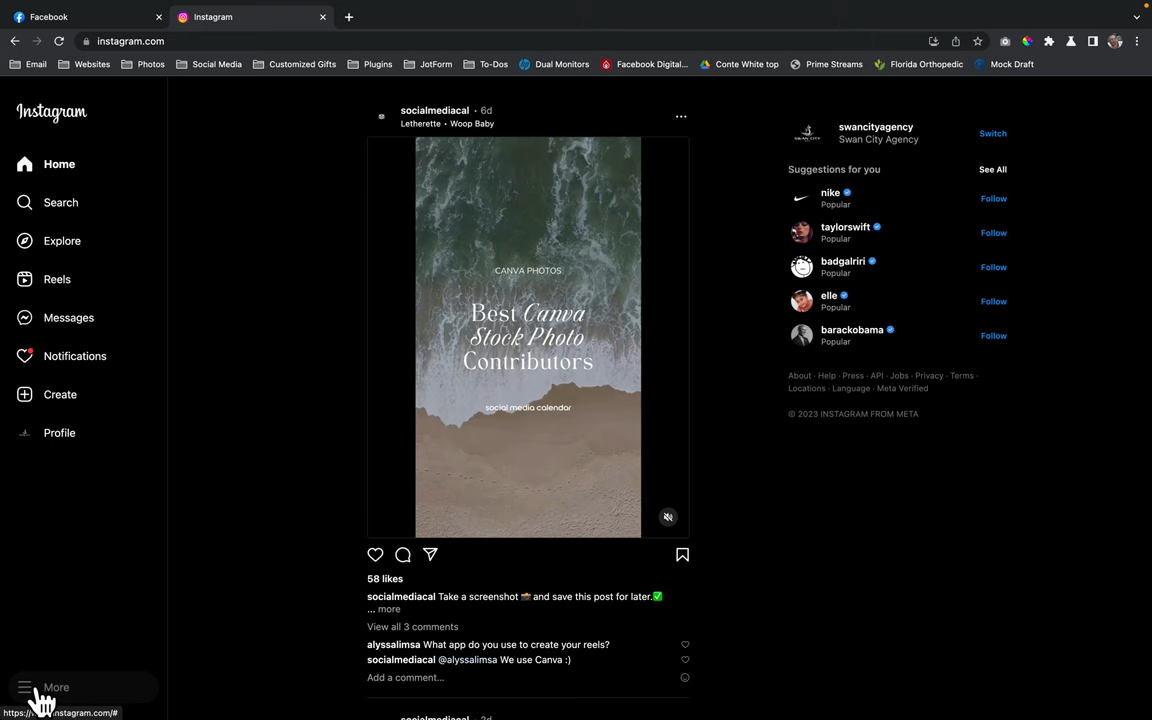 Facebook
Instagram
instagram.com
Email
Websites
Photos
Social Media
Customized Gifts
Plugins
JotForm
To-Dos
Dual Monitors
Facebook Digital...
Conte White top
Prime Streams
Florida Orthopedic
Mock Draft
Instagram
Home
Search
Explore
Reels
Messages
Notifications
Create
Profile
More
socialmediacal • 6d
Letherette • Woop Baby
CANVA PHOTOS
Best Canva
Stock Photo
Contributors
social media calendar
58 likes
socialmediacal Take a screenshot 📸 and save this post for later.✅
... more
View all 3 comments
alyssalimsa What app do you use to create your reels?
socialmediacal @alyssalimsa We use Canva :)
Add a comment...
swancityagency
Swan City Agency
Switch
Suggestions for you
See All
nike
Popular
Follow
taylorswift
Popular
Follow
badgalriri
Popular
Follow
elle
Popular
Follow
barackobama
Popular
Follow
About · Help · Press · API · Jobs · Privacy · Terms ·
Locations · Language · Meta Verified
© 2023 INSTAGRAM FROM META